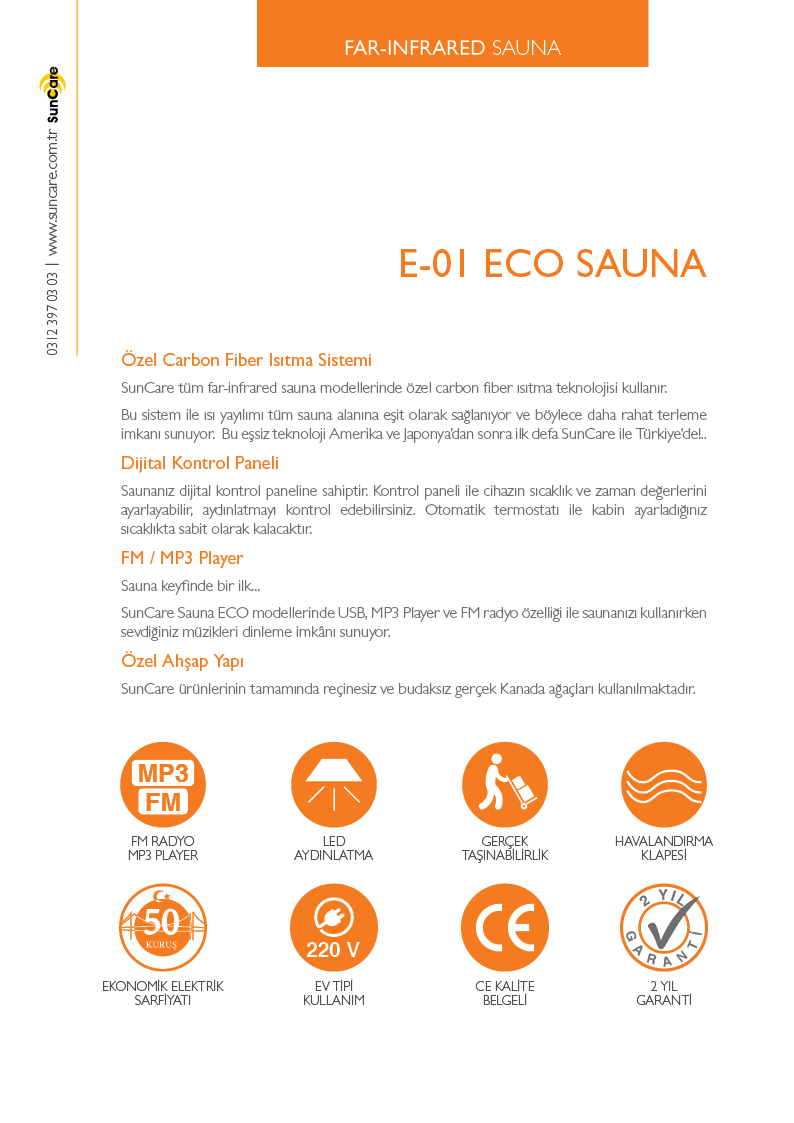 FAR-INFRARED SAUNA
0312 397 03 03 | www.suncare.com.tr SunCare
E-01 ECO SAUNA
Özel Carbon Fiber Isıtma Sistemi
SunCare tüm far-infrared sauna modellerinde özel carbon fiber ısıtma teknolojisi kullanır.
Bu sistem ile ısı yayılımı tüm sauna alanına eşit olarak sağlanıyor ve böylece daha rahat terleme
imkanı sunuyor. Bu eşsiz teknoloji Amerika ve Japonya'dan sonra ilk defa SunCare ile Türkiye'de!..
Dijital Kontrol Paneli
Saunanız dijital kontrol paneline sahiptir. Kontrol paneli ile cihazın sıcaklık ve zaman değerlerini
ayarlayabilir, aydınlatmayı kontrol edebilirsiniz. Otomatik termostatı ile kabin ayarladığınız
sıcaklıkta sabit olarak kalacaktır.
FM / MP3 Player
Sauna keyfinde bir ilk...
SunCare Sauna ECO modellerinde USB, MP3 Player ve FM radyo özelliği ile saunanızı kullanırken
sevdiğiniz müzikleri dinleme imkânı sunuyor.
Özel Ahşap Yapı
SunCare ürünlerinin tamamında reçinesiz ve budaksız gerçek Kanada ağaçları kullanılmaktadır.
MP3
FM
FM RADYO
MP3 PLAYER
LED
AYDINLATMA
GERÇEK
TAŞINABİLİRLİK
HAVALANDIRMA
KLAPESİ
50
KURUŞ
EKONOMİK ELEKTRİK
SARFİYATI
220 V
EV TİPİ
KULLANIM
CE
CE KALİTE
BELGELİ
2 YIL
GARANTİ
2 YIL
GARANTİ